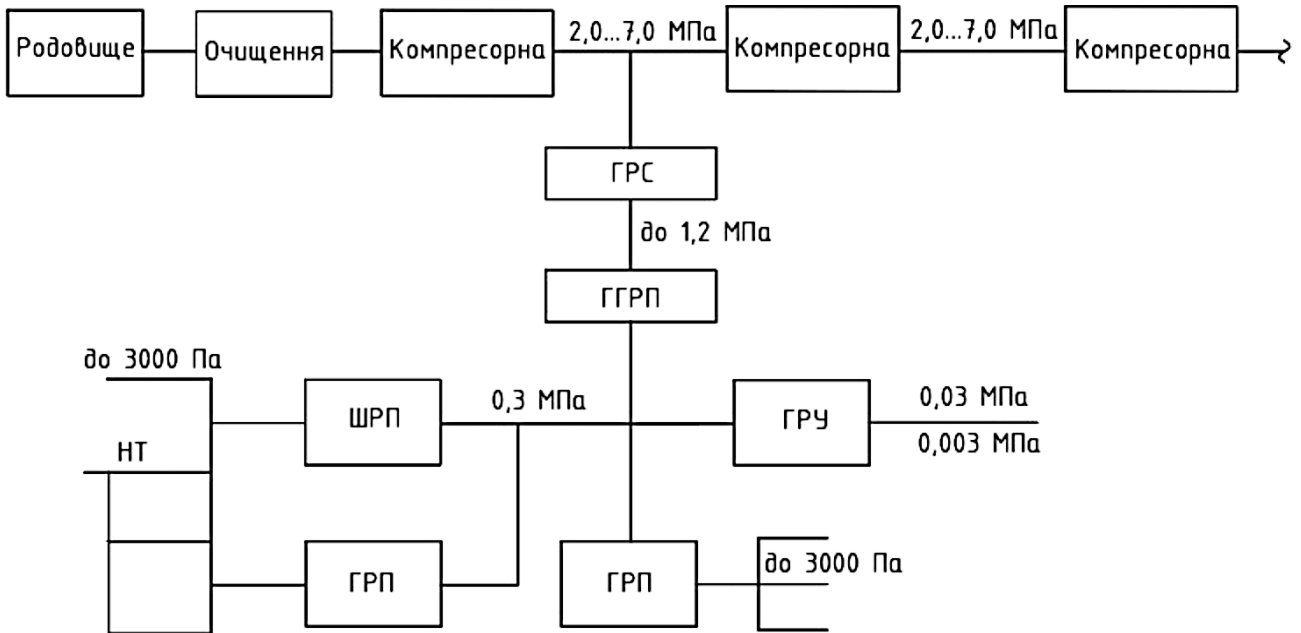 Родовище
Очищення
Компресорна
2,0...7,0 МПа
Компресорна
2,0...7,0 МПа
Компресорна
ГРС
до 1,2 МПа
ГГРП
до 3000 Па
ШРП
0,3 МПа
ГРУ
0,03 МПа
0,003 МПа
НТ
ГРП
ГРП
до 3000 Па